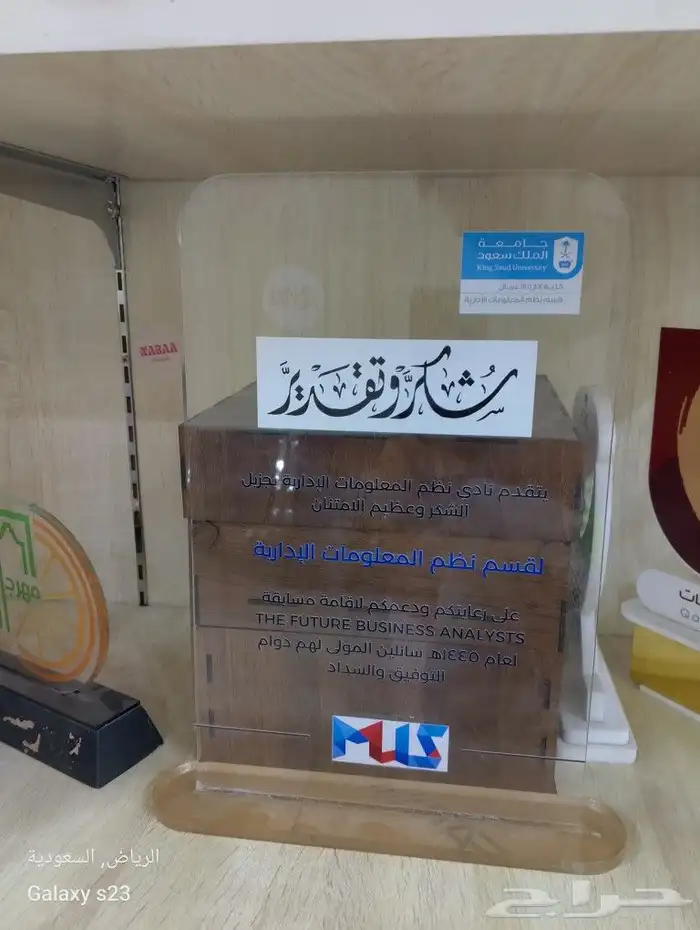 جامعة
الملك سعود
King Saud University
كلية إدارة الأعمال
قسم نظم المعلومات الإدارية
شكر وتقدير
NABAA
يتقدم نادي نظم المعلومات الإدارية بجزيل
الشكر وعظيم الامتنان
لقسم نظم المعلومات الإدارية
على رعايتكم ودعمكم لاقامة مسابقة
THE FUTURE BUSINESS ANALYSTS
لعام ١٤٤٥هـ سائلين المولى لهم دوام
التوفيق والسداد
MUIS
الرياض, السعودية
Galaxy s23
حراج